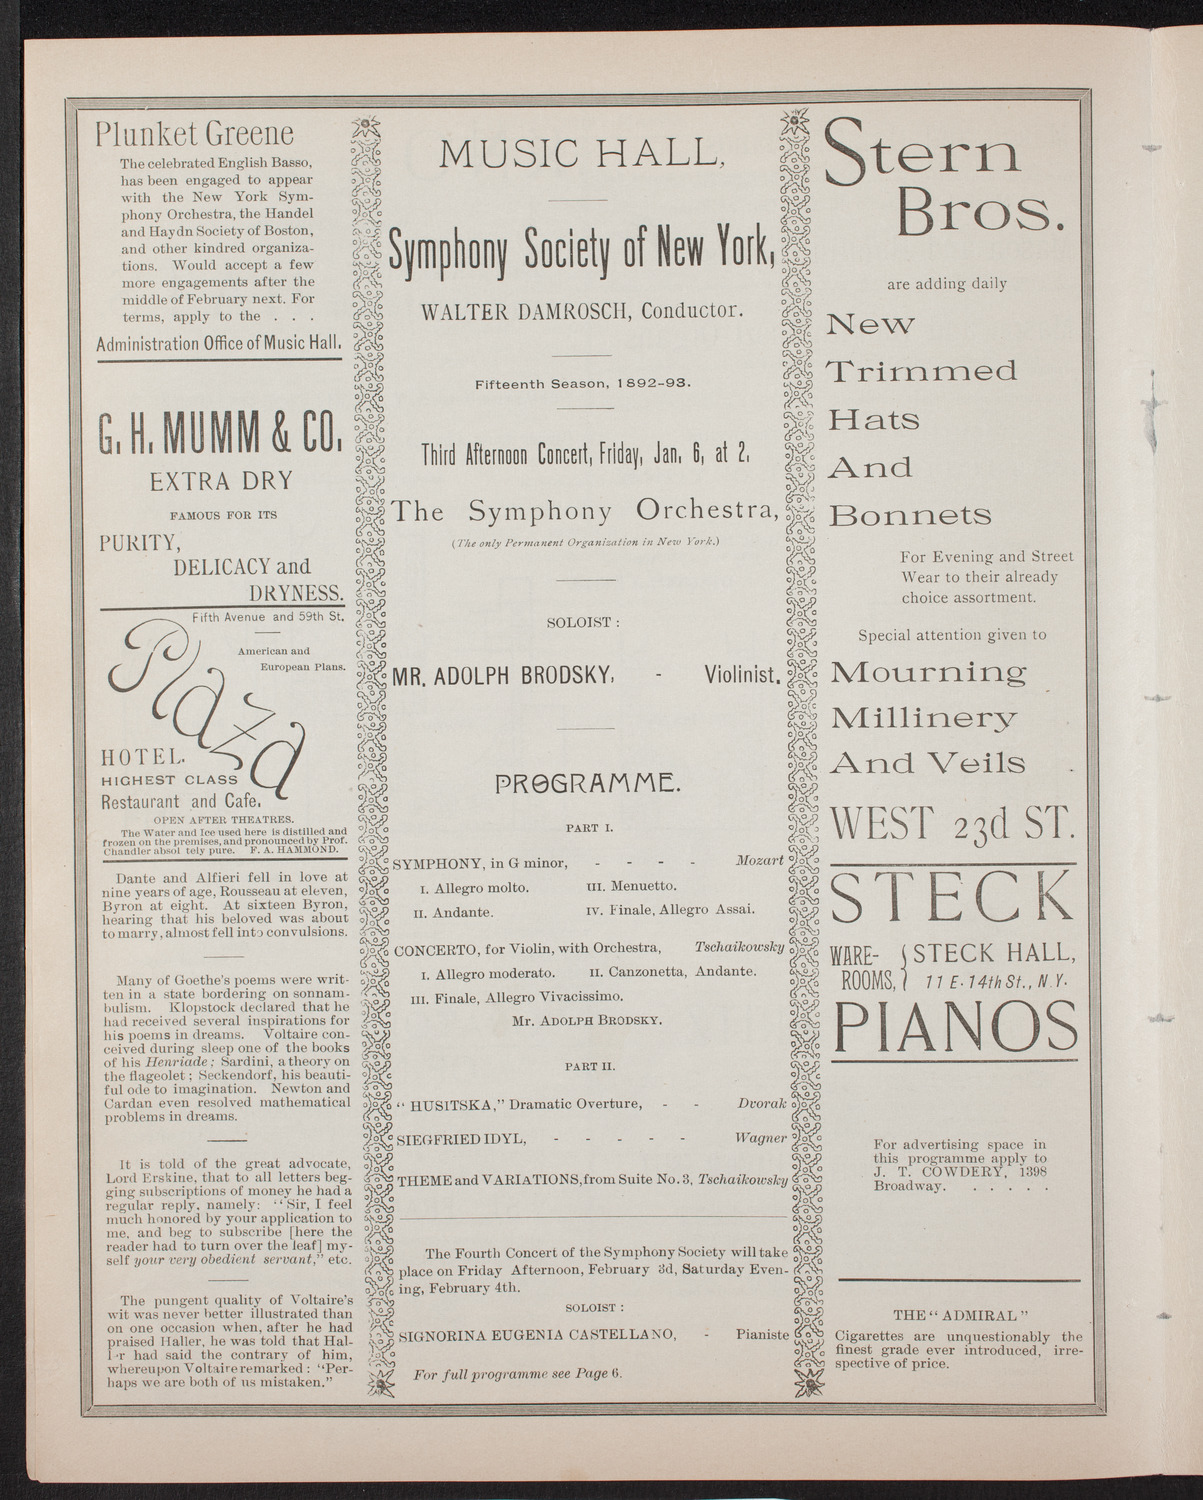 Plunket Greene
The celebrated English Basso,
has been engaged to appear
with the New York Sym-
phony Orchestra, the Handel
and Haydn Society of Boston,
and other kindred organiza-
tions. Would accept a few
more engagements after the
middle of February next. For
terms, apply to the . . .
Administration Office of Music Hall.
G. H. MUMM & CO.
EXTRA DRY
FAMOUS FOR ITS
PURITY,
DELICACY and
DRYNESS.
Fifth Avenue and 59th St.
American and
European Plans.
Plaza
HOTEL.
HIGHEST CLASS
Restaurant and Cafe.
OPEN AFTER THEATRES.
The Water and Ice used here is distilled and
frozen on the premises, and pronounced by Prof.
Chandler absol tely pure. F. A. HAMMOND.
Dante and Alfieri fell in love at
nine years of age, Rousseau at eleven,
Byron at eight. At sixteen Byron,
hearing that his beloved was about
to marry, almost fell into convulsions.
Many of Goethe's poems were writ-
ten in a state bordering on somnam-
bulism. Klopstock declared that he
had received several inspirations for
his poems in dreams. Voltaire con-
ceived during sleep one of the books
of his Henriade; Sardini, a theory on
the flageolet; Seckendorf, his beauti-
ful ode to imagination. Newton and
Cardan even resolved mathematical
problems in dreams.
It is told of the great advocate,
Lord Erskine, that to all letters beg-
ging subscriptions of money he had a
regular reply, namely: "Sir, I feel
much honored by your application to
me, and beg to subscribe [here the
reader had to turn over the leaf] my-
self your very obedient servant," etc.
The pungent quality of Voltaire's
wit was never better illustrated than
on one occasion when, after he had
praised Haller, he was told that Hal-
l r had said the contrary of him,
whereupon Voltaire remarked: "Per-
haps we are both of us mistaken."
MUSIC HALL,
Symphony Society of New York,
WALTER DAMROSCH, Conductor.
Fifteenth Season, 1892-93.
Third Afternoon Concert, Friday, Jan. 6, at 2.
The Symphony Orchestra,
(The only Permanent Organization in New York.)
SOLOIST:
MR. ADOLPH BRODSKY, - Violinist.
PROGRAMME.
PART I.
SYMPHONY, in G minor, - - - - Mozart
I. Allegro molto. III. Menuetto.
II. Andante. IV. Finale, Allegro Assai.
CONCERTO, for Violin, with Orchestra, Tschaikowsky
I. Allegro moderato. II. Canzonetta, Andante.
III. Finale, Allegro Vivacissimo.
Mr. ADOLPH BRODSKY.
PART II.
"HUSITSKA," Dramatic Overture, - - Dvorak
SIEGFRIED IDYL, - - - - - Wagner
THEME and VARIATIONS, from Suite No. 3, Tschaikowsky
The Fourth Concert of the Symphony Society will take
place on Friday Afternoon, February 3d, Saturday Even-
ing, February 4th.
SOLOIST:
SIGNORINA EUGENIA CASTELLANO, - Pianiste
For full programme see Page 6.
Stern
Bros.
are adding daily
New
Trimmed
Hats
And
Bonnets
For Evening and Street
Wear to their already
choice assortment.
Special attention given to
Mourning
Millinery
And Veils
WEST 23d ST.
STECK
WARE-
ROOMS, } STECK HALL,
11 E. 14th St., N.Y.
PIANOS
For advertising space in
this programme apply to
J. T. COWDERY, 1398
Broadway. . . . . .
THE "ADMIRAL"
Cigarettes are unquestionably the
finest grade ever introduced, irre-
spective of price.